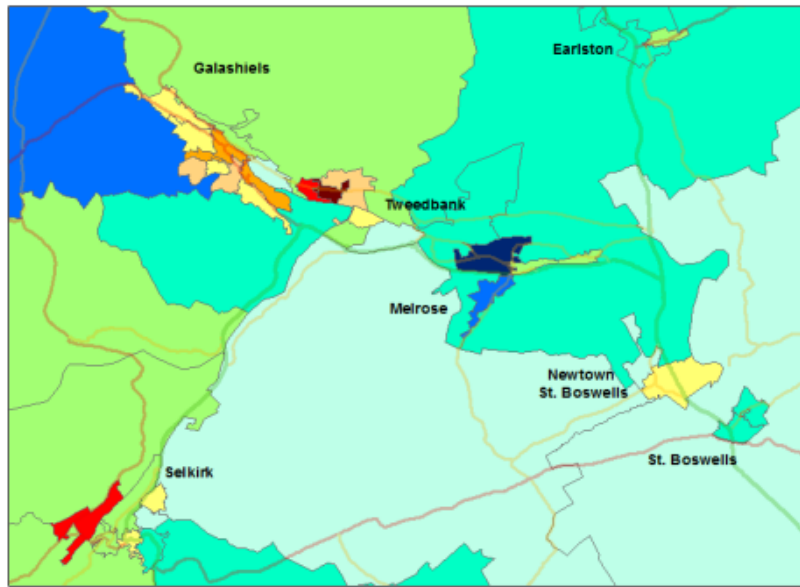 Galashiels
Earlston
Tweedbank
Melrose
Newtown
St. Boswells
St. Boswells
Selkirk